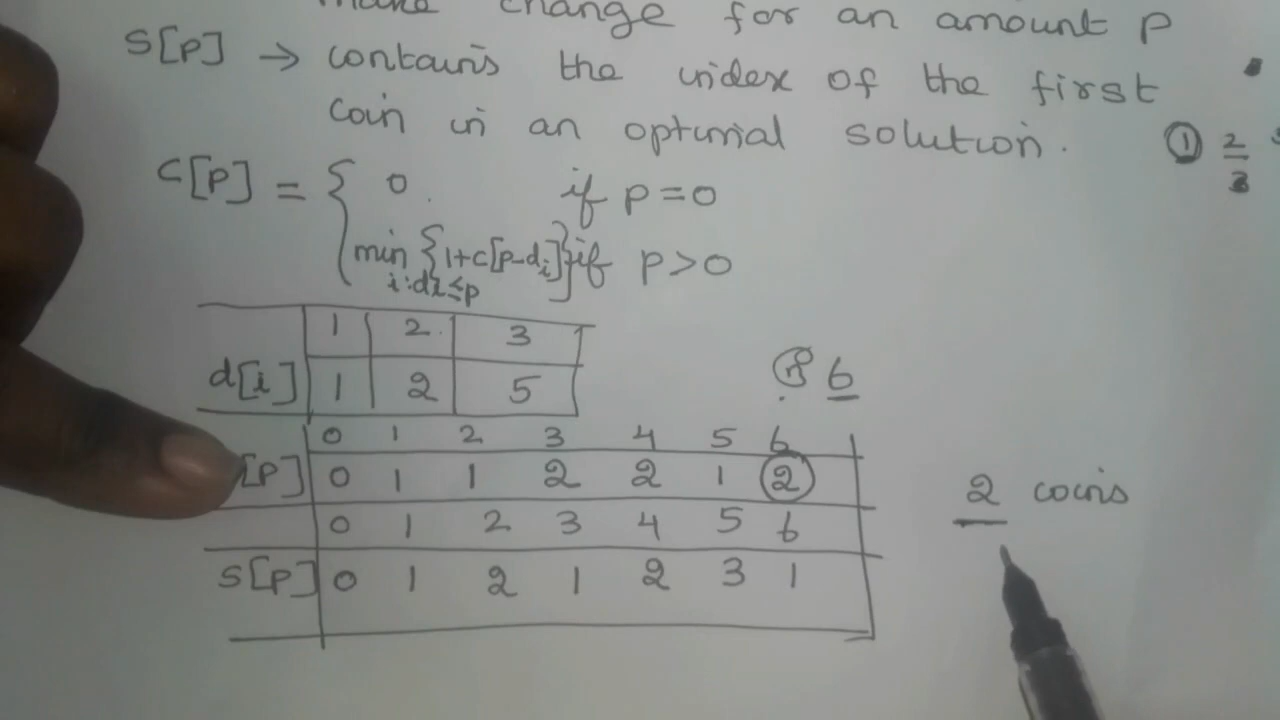 change for an amount p
S[p] → contains the index of the first
coin in an optimal solution.
① 2
3
C[p] = { 0 if p=0
min {1+c[p-di]} if p>0
i:di≤p
1 2 3
d[i] 1 2 5
6
0 1 2 3 4 5 6
[p] 0 1 1 2 2 1 2
2 coins
0 1 2 3 4 5 6
S[p] 0 1 2 1 2 3 1